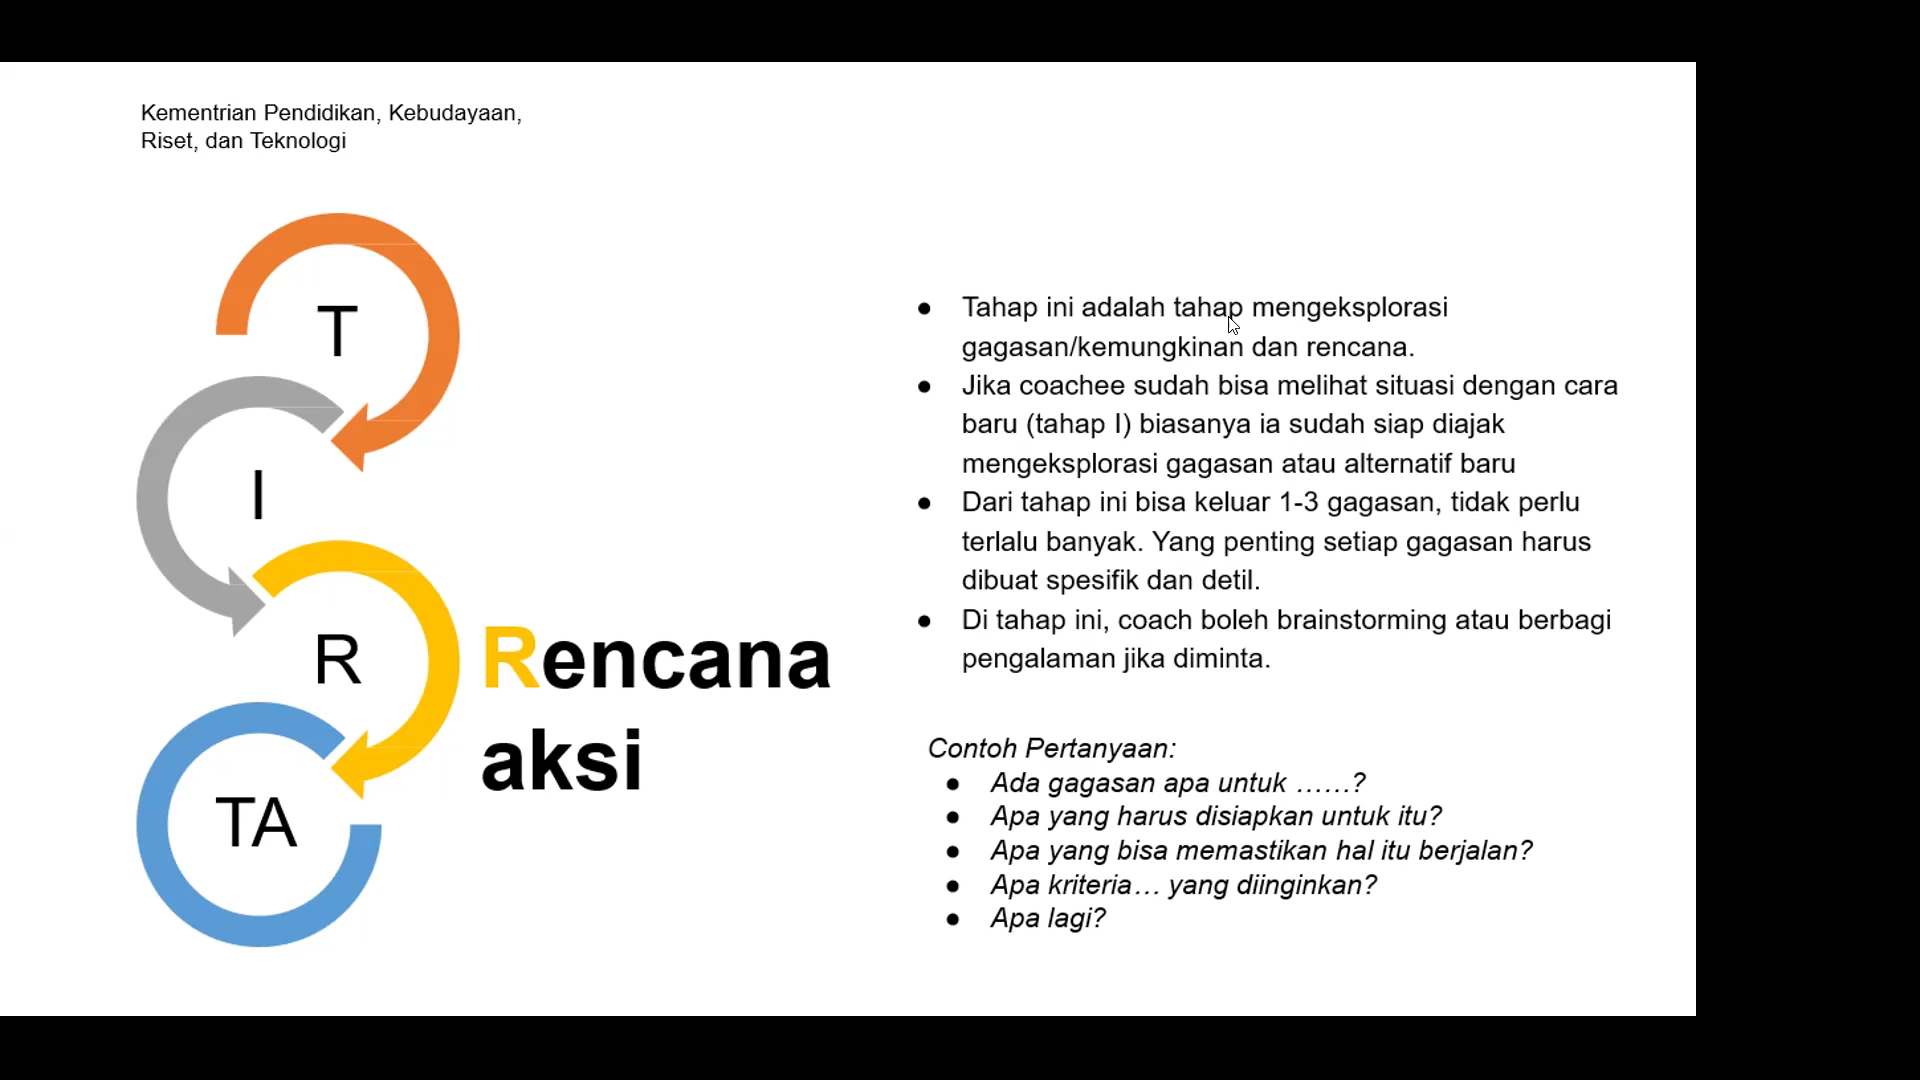 Kementrian Pendidikan, Kebudayaan,
Riset, dan Teknologi
T
I
R
TA
Rencana
aksi
● Tahap ini adalah tahap mengeksplorasi
gagasan/kemungkinan dan rencana.
● Jika coachee sudah bisa melihat situasi dengan cara
baru (tahap I) biasanya ia sudah siap diajak
mengeksplorasi gagasan atau alternatif baru
● Dari tahap ini bisa keluar 1-3 gagasan, tidak perlu
terlalu banyak. Yang penting setiap gagasan harus
dibuat spesifik dan detil.
● Di tahap ini, coach boleh brainstorming atau berbagi
pengalaman jika diminta.
Contoh Pertanyaan:
● Ada gagasan apa untuk ……?
● Apa yang harus disiapkan untuk itu?
● Apa yang bisa memastikan hal itu berjalan?
● Apa kriteria… yang diinginkan?
● Apa lagi?